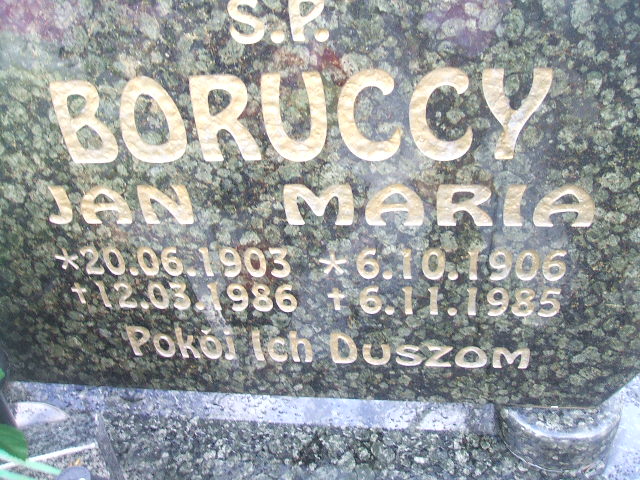 S.P.
BORUCCY
JAN MARIA
*20.06.1903 *6.10.1906
†12.03.1986 †6.11.1985
Pokój Ich Duszom